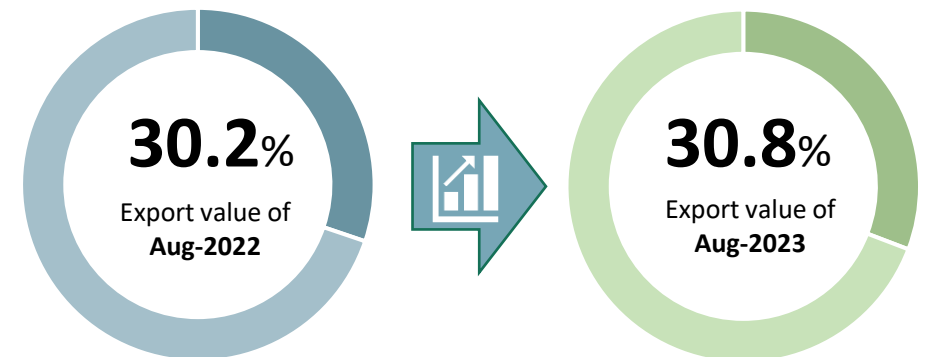 30.2%
Export value of
Aug-2022
30.8%
Export value of
Aug-2023